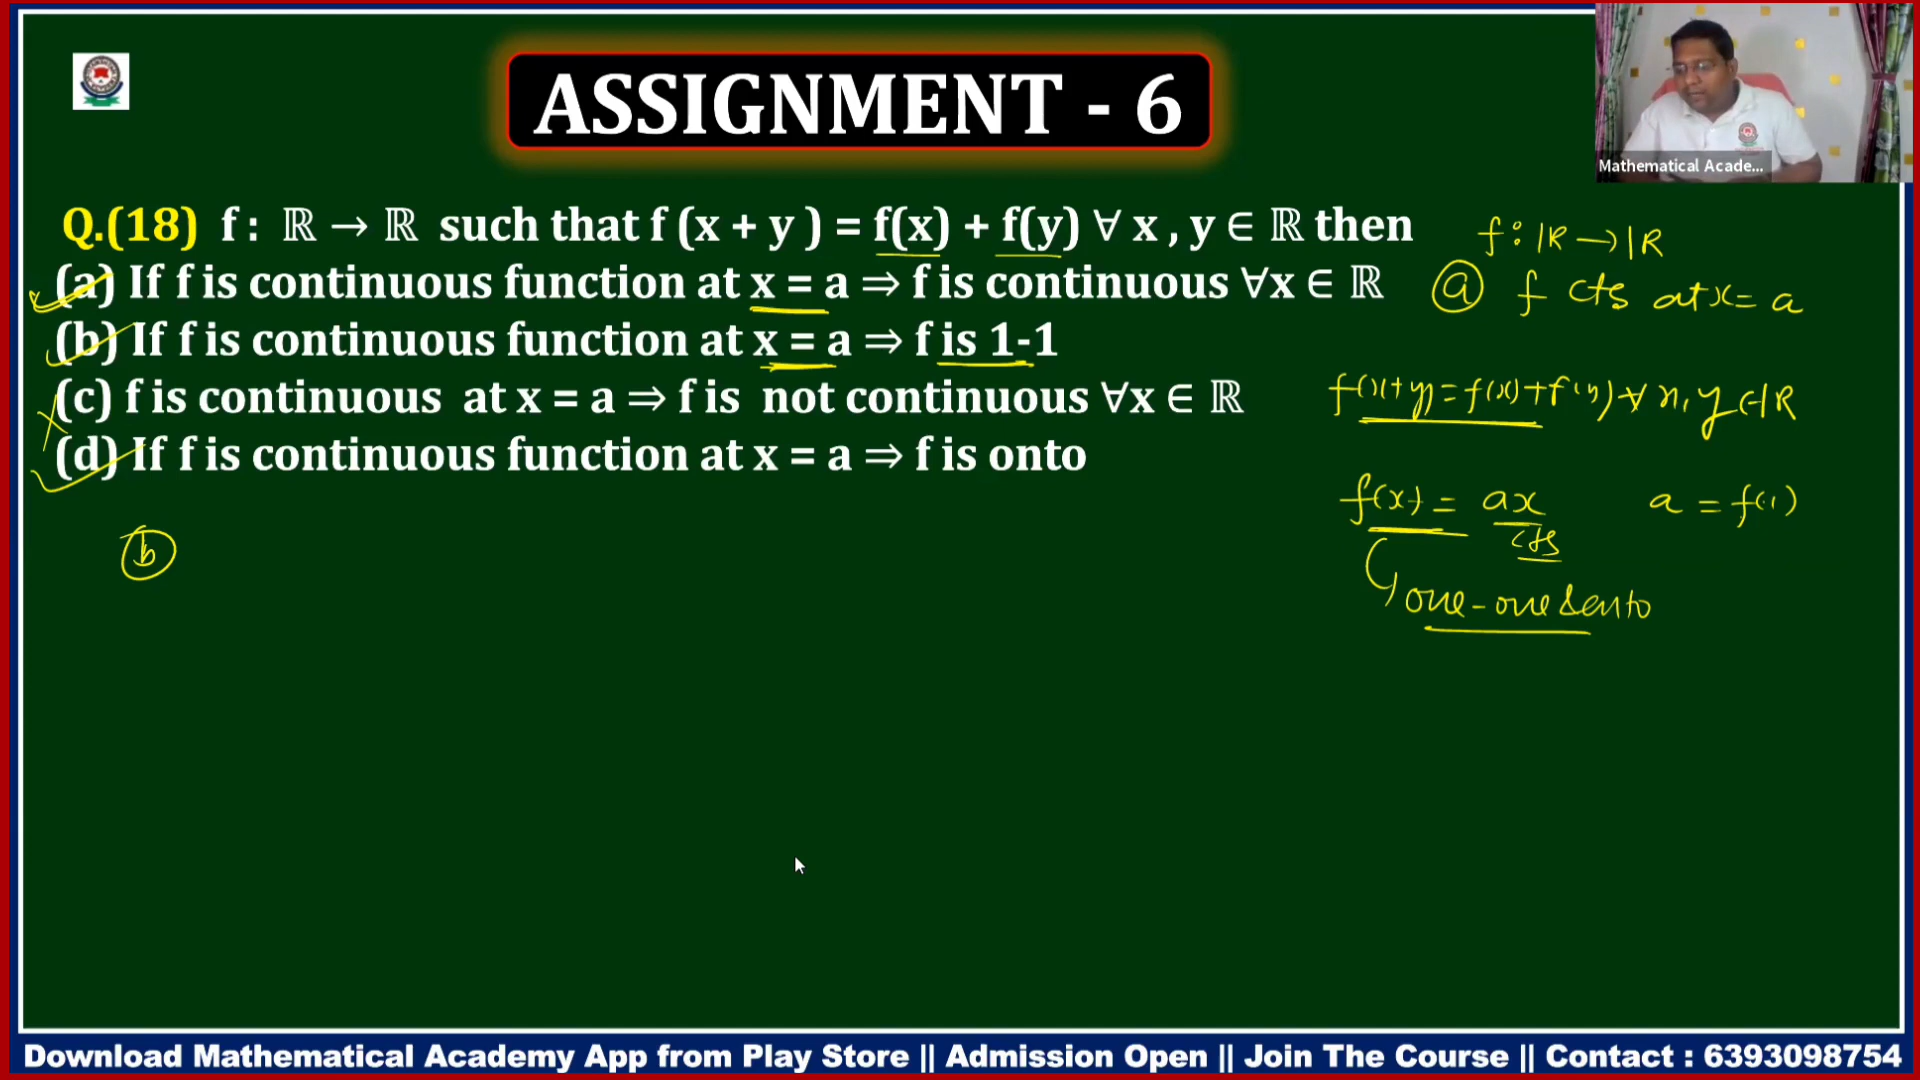 ASSIGNMENT - 6
Mathematical Acade...
Q.(18) f : ℝ → ℝ such that f (x + y ) = f(x) + f(y) ∀ x , y ∈ ℝ then
(a) If f is continuous function at x = a ⇒ f is continuous ∀x ∈ ℝ
(b) If f is continuous function at x = a ⇒ f is 1-1
(c) f is continuous at x = a ⇒ f is not continuous ∀x ∈ ℝ
(d) If f is continuous function at x = a ⇒ f is onto
b
f : ℝ → ℝ
a f cts at x = a
f(x+y) = f(x) + f(y) ∀ x, y ∈ ℝ
f(x) = ax a = f(1)
cts
one-one & onto
Download Mathematical Academy App from Play Store || Admission Open || Join The Course || Contact : 6393098754